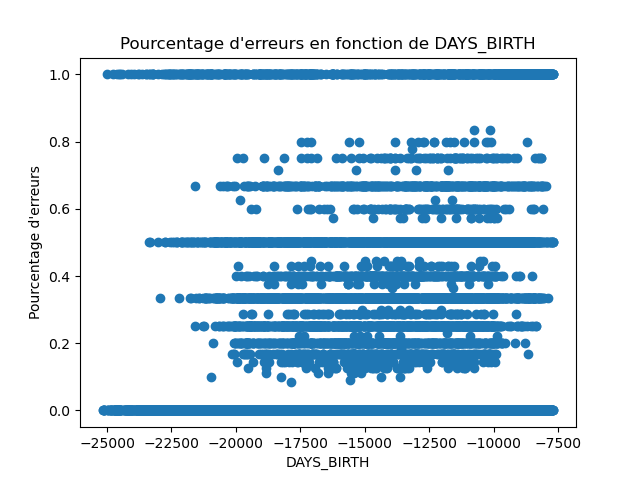 Pourcentage d'erreurs en fonction de DAYS_BIRTH
Pourcentage d'erreurs
1.0
0.8
0.6
0.4
0.2
0.0
−25000 −22500 −20000 −17500 −15000 −12500 −10000 −7500
DAYS_BIRTH